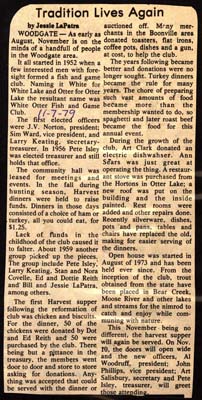 Tradition Lives Again
by Jessie LaPatra
WOODGATE — As early as
August, November is on the
minds of a handfull of people
in the Woodgate area.
It all started in 1952 when a
few interested men with fore
sight formed a fish and game
club. Naming it White for
White Lake and Otter for Otter
Lake the resultant name was
White Otter Fish and Game
Club. 11-7-79
The first elected officers
were J.V. Norton, president;
Sim Ward, vice president, and
Larry Keating, secretary-
treasurer. In 1956 Pete Isley
was elected treasurer and still
holds that office.
The community hall was
leased for meetings and
events. In the fall during
hunting season, Harvest
dinners were held to raise
funds. Dinners in those days
consisted of a choice of ham or
turkey, all you could eat, for
$1.25.
Lack of funds in the
childhood of the club caused it
to falter. About 1959 another
group picked up the pieces.
The group include Pete Isley,
Larry Keating, Stan and Nora
Coveille, Ed and Dortie Reith
and Bill and Jessie LaPatra,
among others.
The first Harvest supper
following the reformation of
club was chicken and biscuits.
For the dinner, 50 of the
chickens were donated by Dot
and Ed Reith and 50 were
purchased by the club. There
being but a pittance in the
treasury, the members went
door to door and store to store
asking for donations. Any-
thing was accepted that could
be served with the dinner or
auctioned off. Many mer-
chants in the Boonville area
donated toasters, flat irons,
coffee pots, dishes and a gun,
at cost, to help the club.
The years following became
better and donations were no
longer sought. Turkey dinners
became the rule for many
years. The chore of preparing
such vast amounts of food
became more than the
membership wanted to do, so
spaghetti and later roast beef
became the food for this
annual event.
During the growth of the
club, Art Clark donated an
electric dishwasher. Ann
Sears was just great at
operating the thing. A restaur-
ant stove was purchased from
the Hortons in Otter Lake; a
new roof was put on the
building and the inside
painted. Rest rooms were
added and other repairs done.
Recently silverware, dishes,
pots and pans, tables and
chairs have replaced the old,
making for easier serving of
the dinners.
Open house was started in
August of 1973 and has been
held ever since. From the
inception of the club, trout
obtained from the state have
been placed in Bear Creek,
Moose River and other lakes
and streams for the nimrod to
catch and enjoy while com-
muning with nature.
This November being no
different, the harvest supper
will again be served. On Nov.
10, the doors will open wide
and the new officers, Al
Woodruff, president; John
Phillips, vice president; Art
Salisbury, secretary and Pete
Isley, treasurer, will greet
those attending.